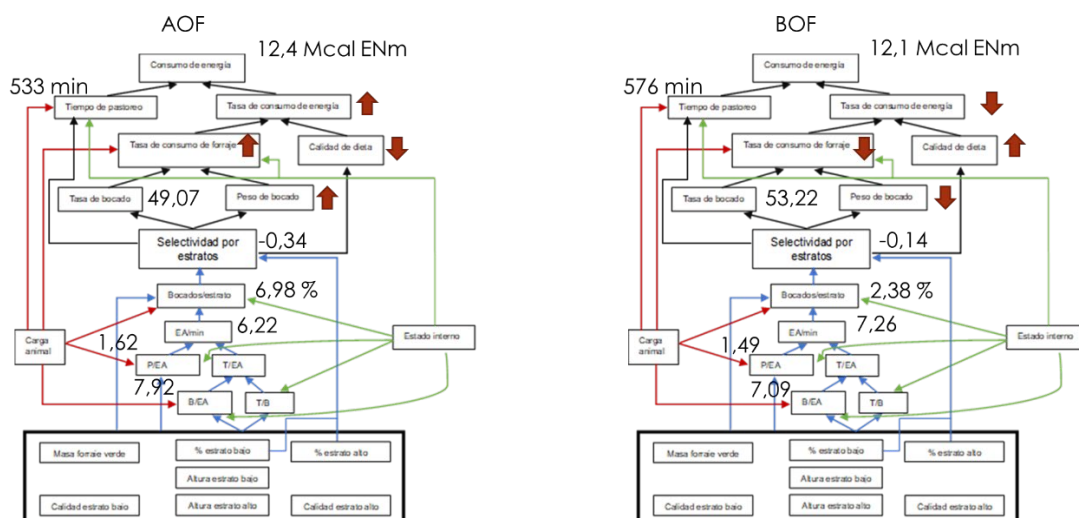 AOF
12,4 Mcal ENm
Consumo de energía
533 min
Tiempo de pastoreo
Tasa de consumo de energía
Tasa de consumo de forraje
Calidad de dieta
Tasa de bocado
49,07
Peso de bocado
Selectividad por
estratos
-0,34
Bocados/estrato
6,98 %
EA/min
6,22
Carga
animal
1,62
Estado interno
P/EA
T/EA
7,92
B/EA
T/B
Masa forraie verde
% estrato bajo
% estrato alto
Altura estrato bajo
Calidad estrato bajo
Altura estrato alto
Calidad estrato alto
BOF
12,1 Mcal ENm
Consumo de energía
576 min
Tiempo de pastoreo
Tasa de consumo de energía
Tasa de consumo de forraje
Calidad de dieta
Tasa de bocado
53,22
Peso de bocado
Selectividad por
estratos
-0,14
Bocados/estrato
2,38 %
EA/min
7,26
Carga
animal
1,49
Estado interno
P/EA
T/EA
7,09
B/EA
T/B
Masa forraie verde
% estrato bajo
% estrato alto
Altura estrato bajo
Calidad estrato bajo
Altura estrato alto
Calidad estrato alto